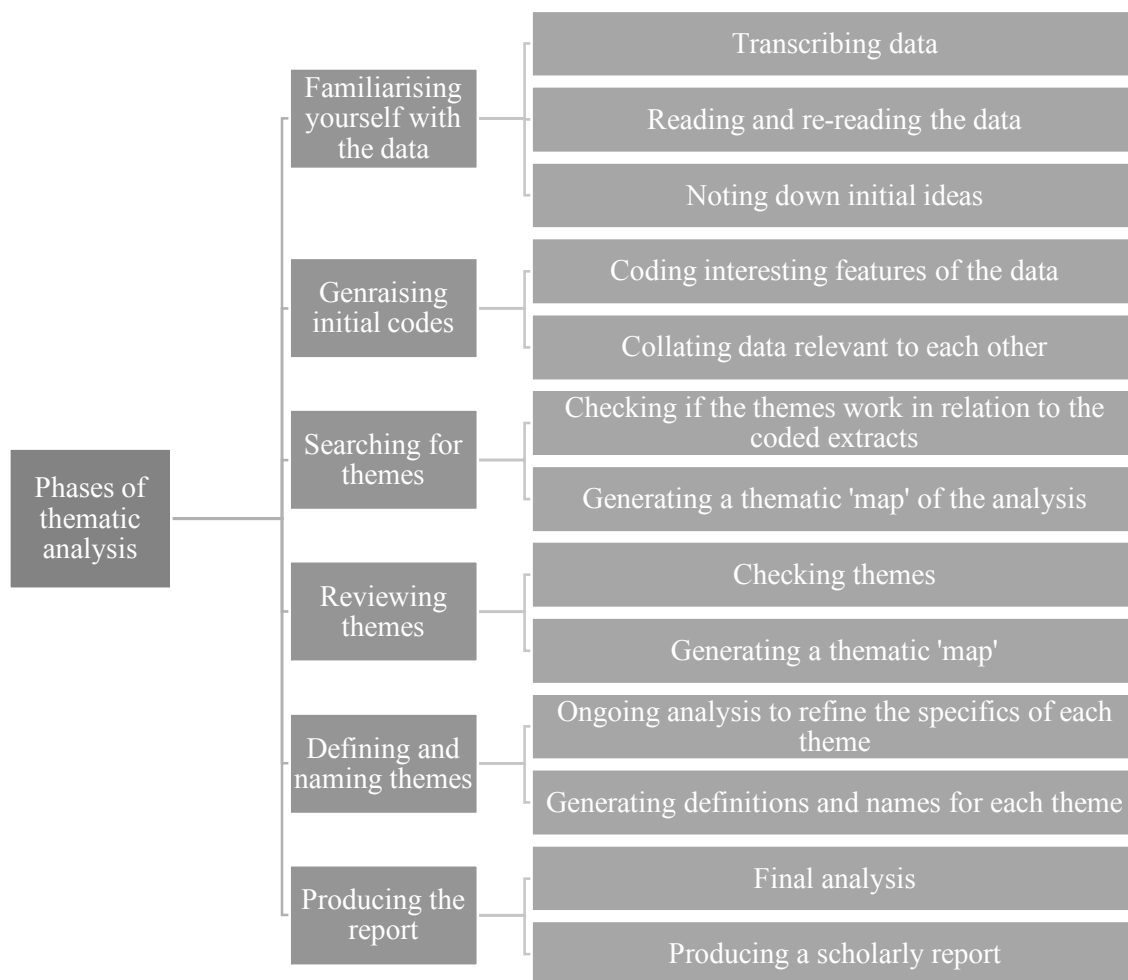 Phases of
thematic
analysis
Familiarising
yourself with
the data
Transcribing data
Reading and re-reading the data
Noting down initial ideas
Genraising
initial codes
Coding interesting features of the data
Collating data relevant to each other
Searching for
themes
Checking if the themes work in relation to the
coded extracts
Generating a thematic 'map' of the analysis
Reviewing
themes
Checking themes
Generating a thematic 'map'
Defining and
naming themes
Ongoing analysis to refine the specifics of each
theme
Generating definitions and names for each theme
Producing the
report
Final analysis
Producing a scholarly report